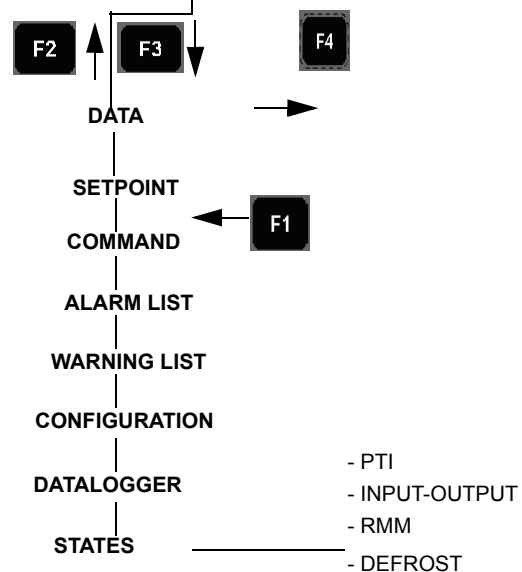 F2
F3
F4
DATA
SETPOINT
F1
COMMAND
ALARM LIST
WARNING LIST
CONFIGURATION
DATALOGGER
STATES
- PTI
- INPUT-OUTPUT
- RMM
- DEFROST